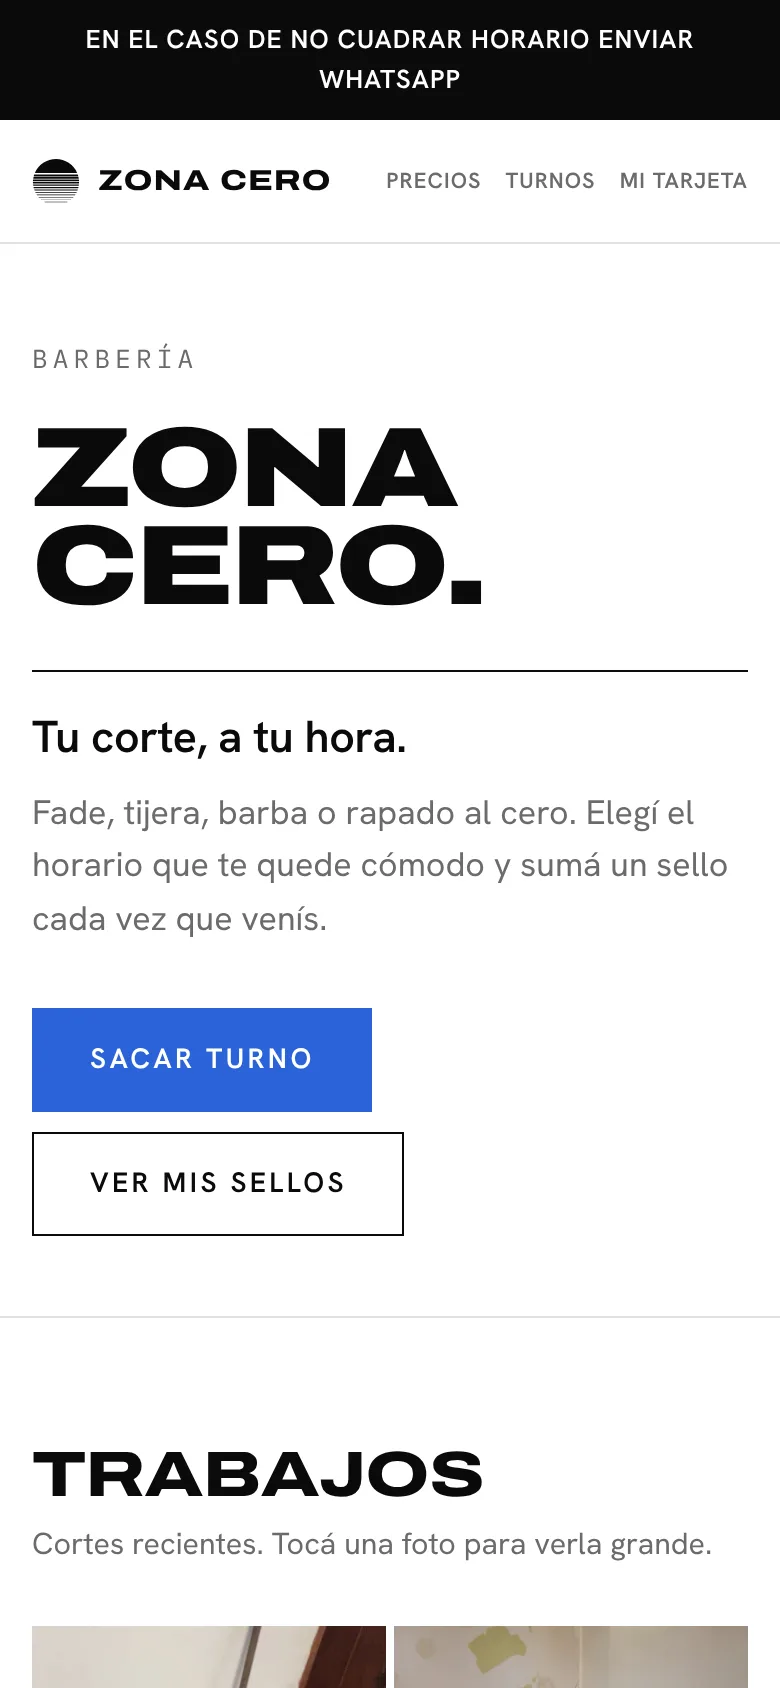 EN EL CASO DE NO CUADRAR HORARIO ENVIAR
WHATSAPP
ZONA CERO
PRECIOS TURNOS MI TARJETA
BARBERÍA
ZONA
CERO.
Tu corte, a tu hora.
Fade, tijera, barba o rapado al cero. Elegí el
horario que te quede cómodo y sumá un sello
cada vez que venís.
SACAR TURNO
VER MIS SELLOS
TRABAJOS
Cortes recientes. Tocá una foto para verla grande.